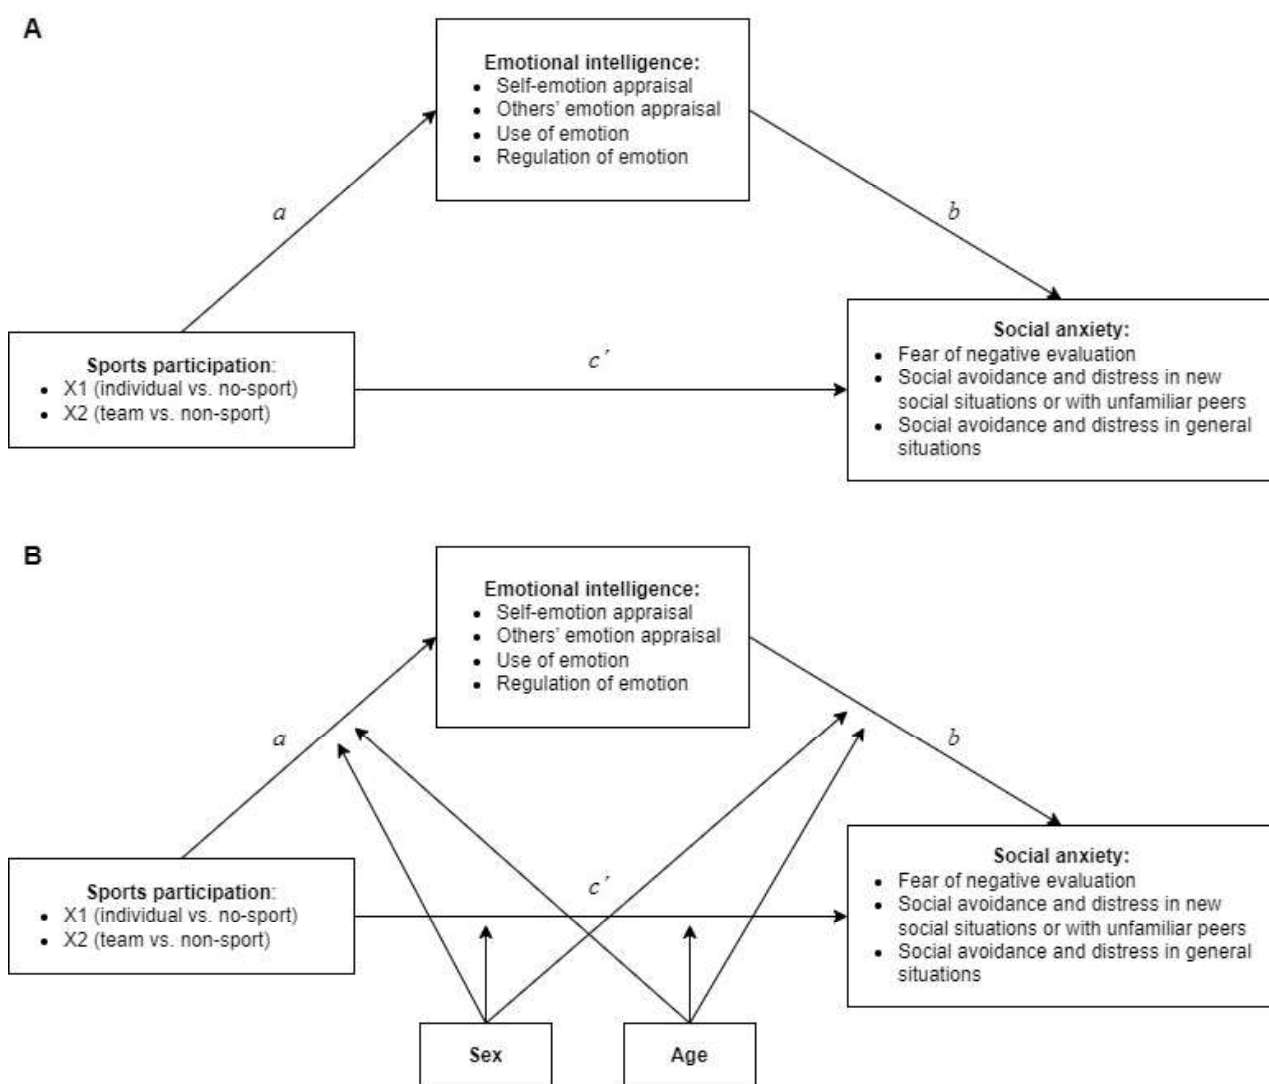 A
Emotional intelligence:
• Self-emotion appraisal
• Others' emotion appraisal
• Use of emotion
• Regulation of emotion
a
b
Sports participation:
• X1 (individual vs. no-sport)
• X2 (team vs. non-sport)
c´
Social anxiety:
• Fear of negative evaluation
• Social avoidance and distress in new
social situations or with unfamiliar peers
• Social avoidance and distress in general
situations
B
Emotional intelligence:
• Self-emotion appraisal
• Others' emotion appraisal
• Use of emotion
• Regulation of emotion
a
b
Sports participation:
• X1 (individual vs. no-sport)
• X2 (team vs. non-sport)
c´
Social anxiety:
• Fear of negative evaluation
• Social avoidance and distress in new
social situations or with unfamiliar peers
• Social avoidance and distress in general
situations
Sex
Age